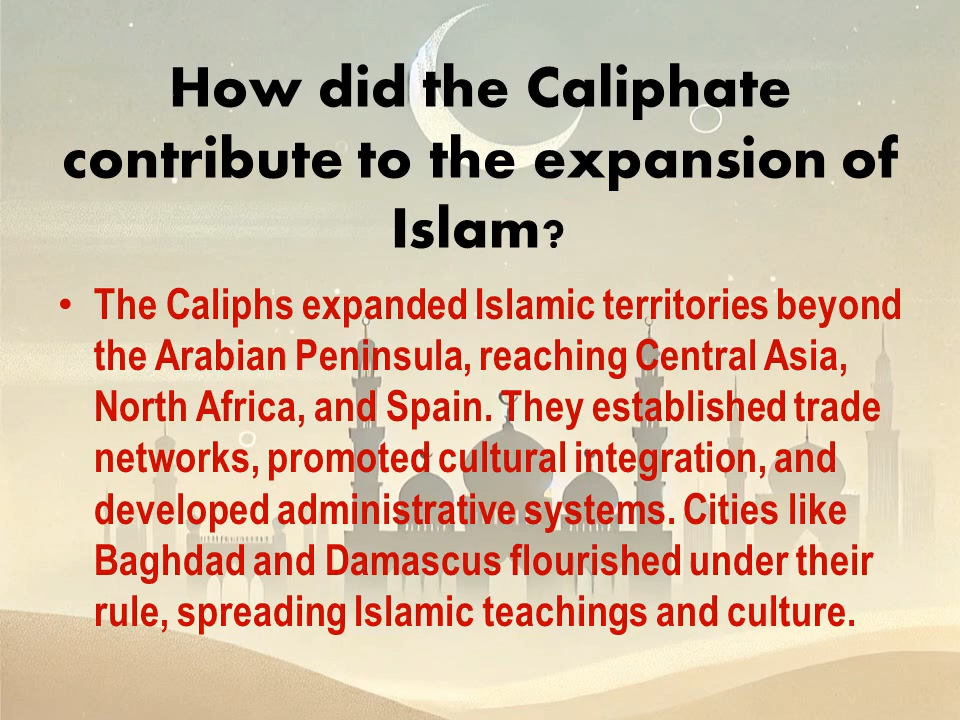 How did the Caliphate
contribute to the expansion of
Islam?
• The Caliphs expanded Islamic territories beyond
the Arabian Peninsula, reaching Central Asia,
North Africa, and Spain. They established trade
networks, promoted cultural integration, and
developed administrative systems. Cities like
Baghdad and Damascus flourished under their
rule, spreading Islamic teachings and culture.